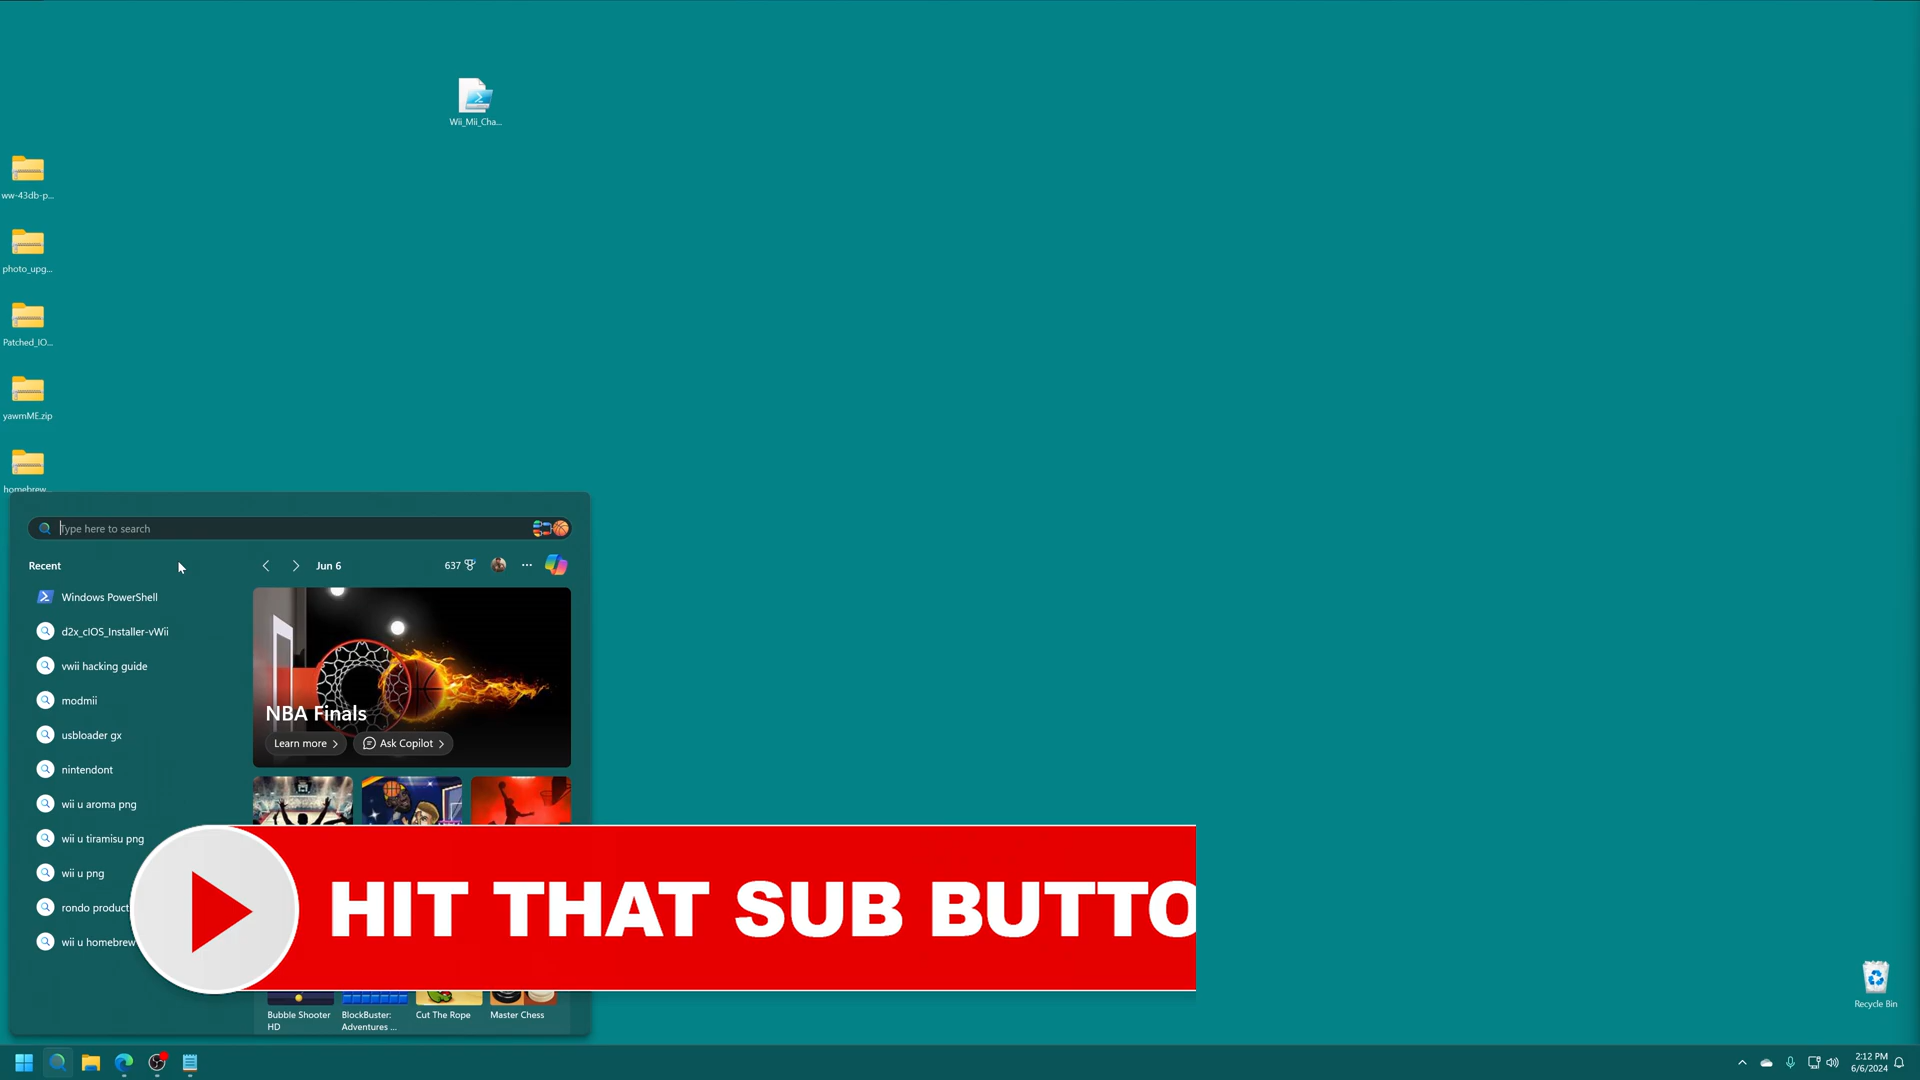 Wii_Mii_Cha...
ww-43db-p...
photo_upg...
Patched_IO...
yawmME.zip
homebrew...
Type here to search
Recent
Jun 6
637
Windows PowerShell
d2x_cIOS_Installer-vWii
vwii hacking guide
modmii
usbloader gx
nintendont
wii u aroma png
wii u tiramisu png
wii u png
rondo product
wii u homebrew
NBA Finals
Learn more
Ask Copilot
HIT THAT SUB BUTTO
Bubble Shooter
HD
BlockBuster:
Adventures ...
Cut The Rope
Master Chess
Recycle Bin
2:12 PM
6/6/2024